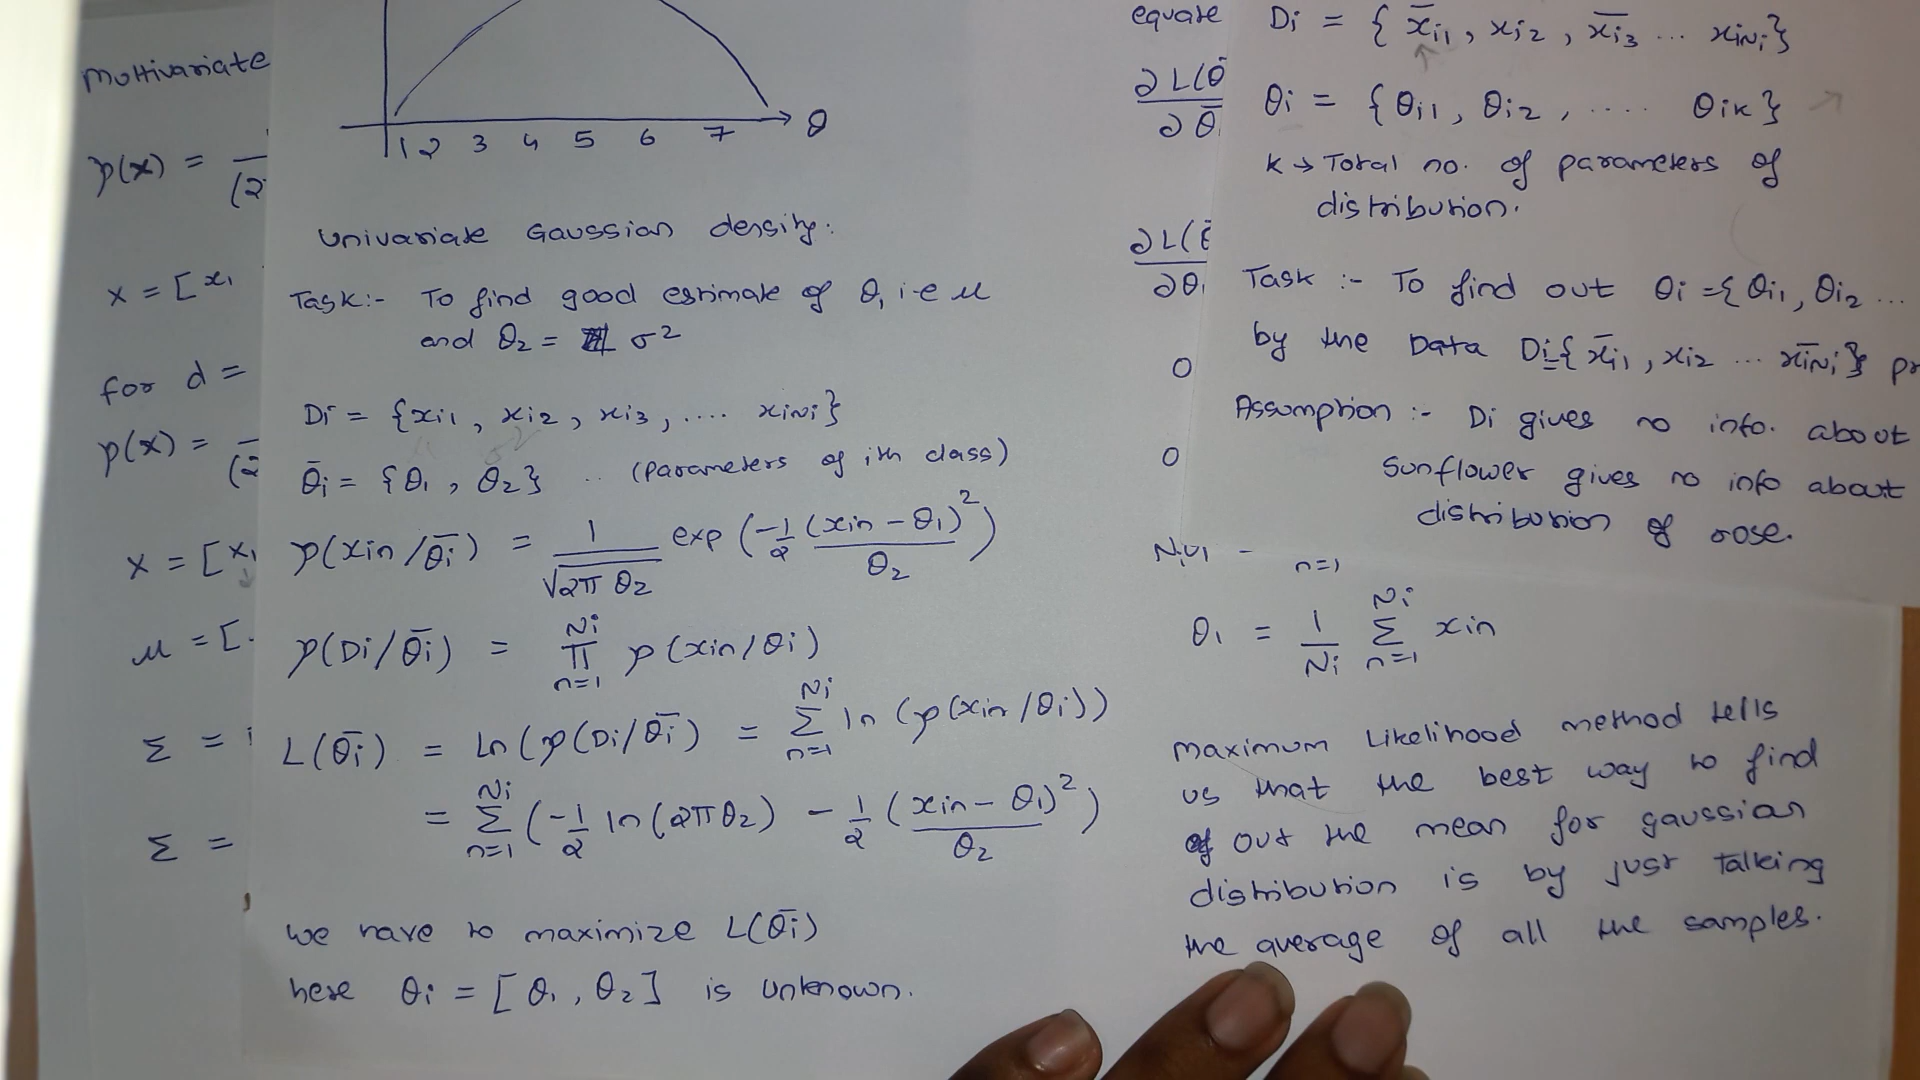 Multivariate
p(x) =
(2
x = [x1
for d =
p(x) =
(2
x = [x1
μ = [
Σ = i
Σ =
1 2 3 4 5 6 7 θ
Univariate Gaussian density.
Task:- To find good estimate of θ1 i.e μ
and θ2 = σ²
Di = {xi1, xi2, xi3, .... xiNi}
θ̄i = {θ1, θ2} .. (Parameters of ith class)
p(xin/θ̄i) = 1/√2πθ2 exp(-1/2 (xin-θ1)²/θ2)
p(Di/θ̄i) = Ni Π n=1 p(xin/θi)
L(θ̄i) = Ln(p(Di/θ̄i) = Ni Σ n=1 ln(p(xin/θi))
= Ni Σ n=1 (-1/2 ln(2πθ2) - 1/2 (xin-θ1)²/θ2)
we have to maximize L(θ̄i)
here θi = [θ1, θ2] is unknown.
equate
∂L(θ̄
∂θ̄
∂L(θ̄
∂θ1
0
0
n=1
θ1 = 1/Ni Ni Σ n=1 xin
Maximum Likelihood method tells
us that the best way to find
out the mean for gaussian
distribution is by just talking
the average of all the samples.
Di = {x̄i1, xi2, x̄i3 ... xiNi}
θi = {θi1, θi2, .... θik}
k → Total no. of parameters of
distribution.
Task :- To find out θi = {θi1, θi2 ...
by the Data Di={x̄i1, xi2 ... x̄iNi}
Assumption :- Di gives no info. about
Sunflower gives no info about
distribution of rose.